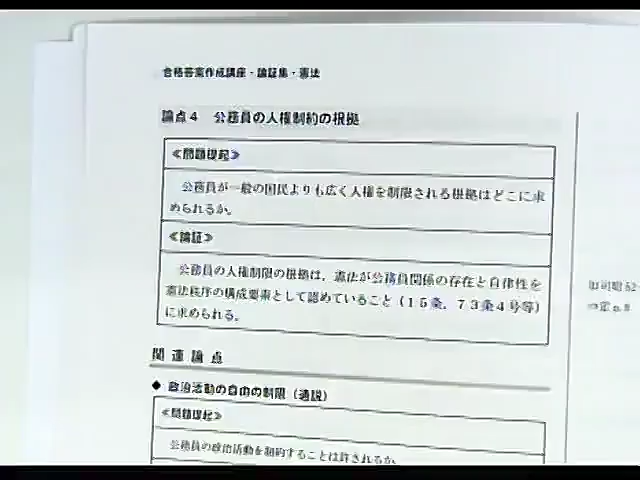 合格答案作成講座・論証集・憲法
論点4 公務員の人権制約の根拠
≪問題提起≫
公務員が一般の国民よりも広く人権を制限される根拠はどこに求
められるか。
≪論証≫
公務員の人権制限の根拠は、憲法が公務員関係の存在と自律性を
憲法秩序の構成要素として認めていること(15条、73条4号等)
に求められる。
旧司昭52-
関連論点
◆ 政治活動の自由の制限(通説)
≪問題提起≫
公務員の政治活動を制約することは許されるか。